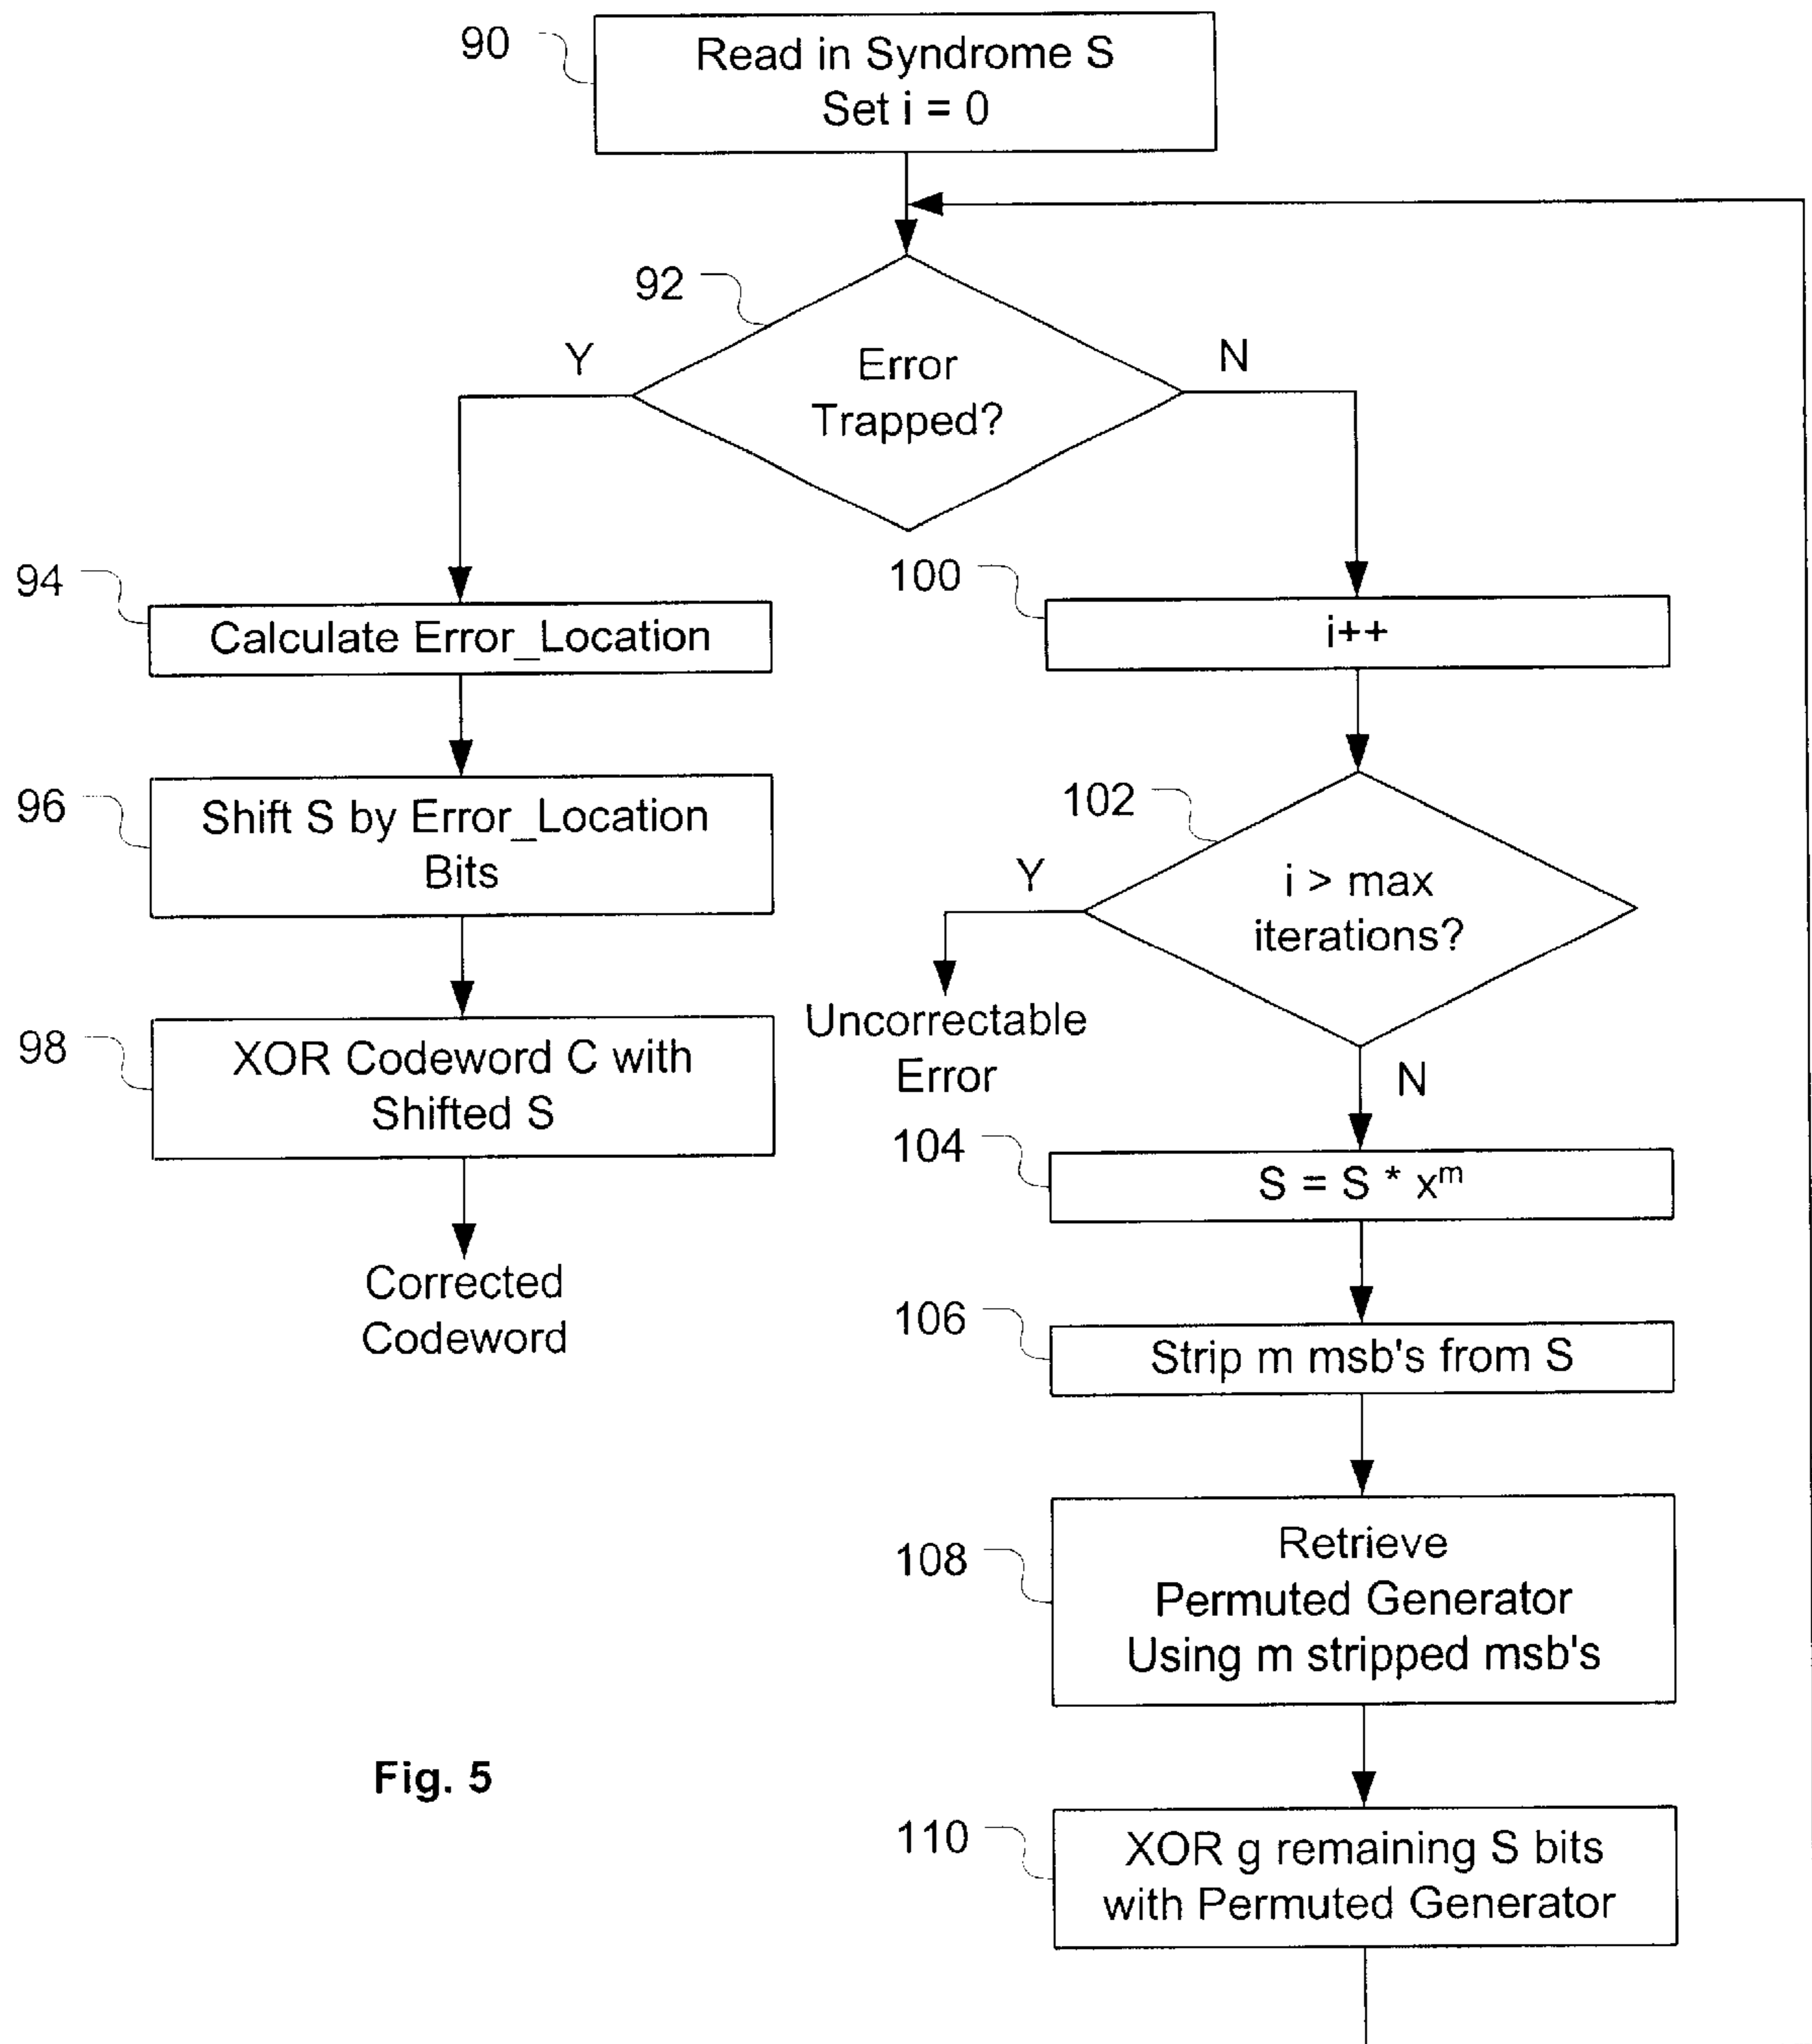 90
Read in Syndrome S
Set i = 0
92
Error
Trapped?
Y
N
94
Calculate Error_Location
96
Shift S by Error_Location
Bits
98
XOR Codeword C with
Shifted S
Corrected
Codeword
100
i++
102
i > max
iterations?
Y
Uncorrectable
Error
N
104
S = S * x^m
106
Strip m msb's from S
108
Retrieve
Permuted Generator
Using m stripped msb's
110
XOR g remaining S bits
with Permuted Generator
Fig. 5